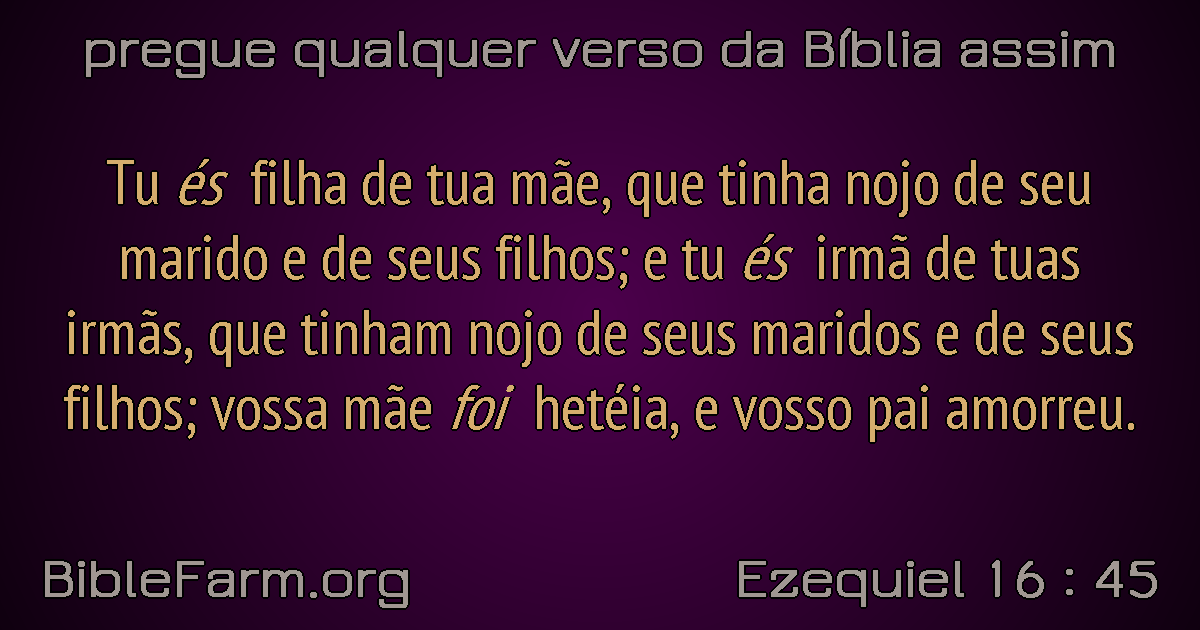 pregue qualquer verso da Bíblia assim
Tu és filha de tua mãe, que tinha nojo de seu
marido e de seus filhos; e tu és irmã de tuas
irmãs, que tinham nojo de seus maridos e de seus
filhos; vossa mãe foi hetéia, e vosso pai amorreu.
BibleFarm.org
Ezequiel 16 : 45